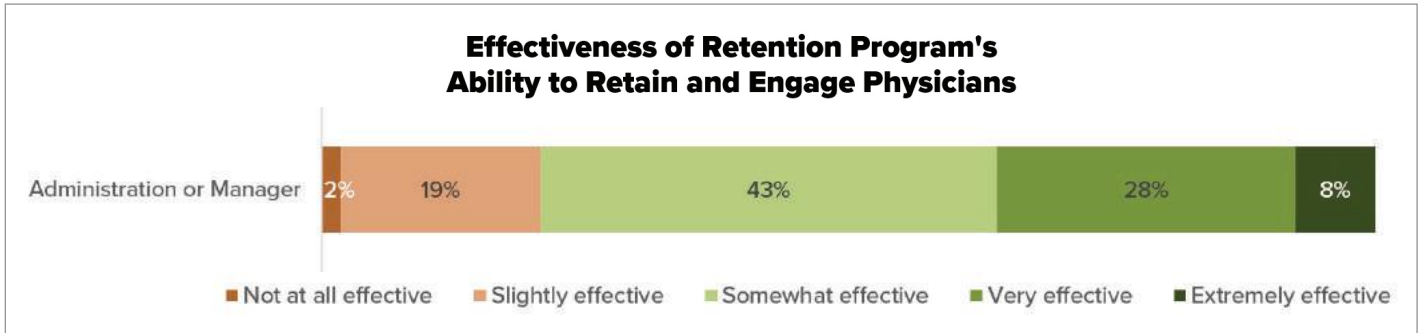 Effectiveness of Retention Program's
Ability to Retain and Engage Physicians
Administration or Manager 2% 19% 43% 28% 8%
Not at all effective Slightly effective Somewhat effective Very effective Extremely effective